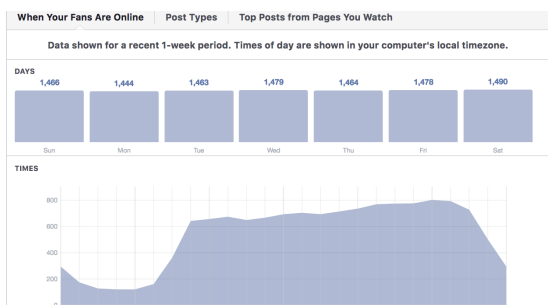 When Your Fans Are Online Post Types Top Posts from Pages You Watch
Data shown for a recent 1-week period. Times of day are shown in your computer's local timezone.
DAYS
1,466 1,444 1,463 1,479 1,464 1,478 1,490
Sun Mon Tue Wed Thu Fri Sat
TIMES
800
600
400
200
0